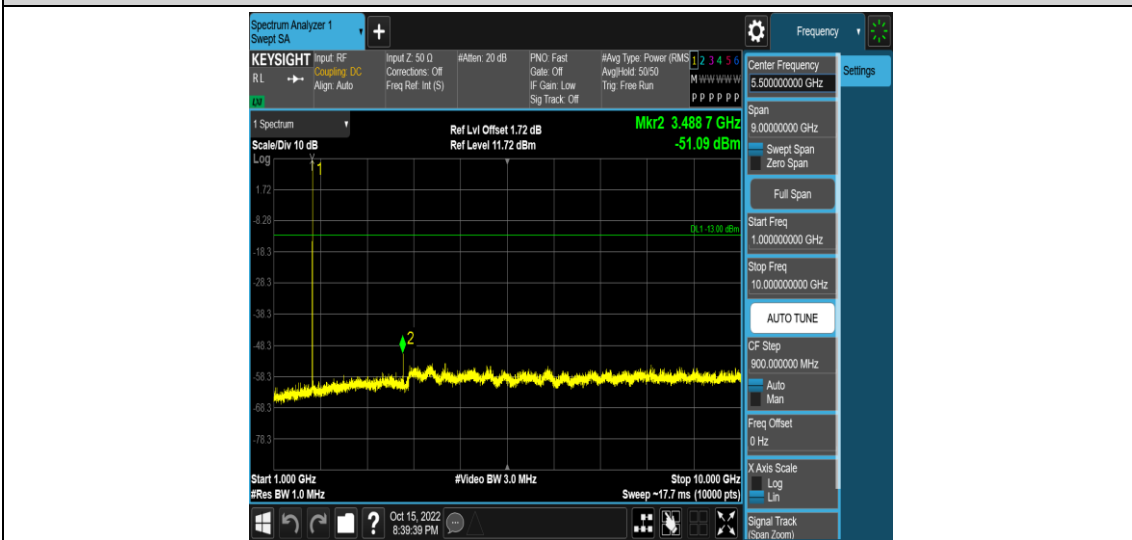 Spectrum Analyzer 1
Swept SA
+
Frequency
KEYSIGHT
RL
LNI
Input: RF
Coupling: DC
Align: Auto
Input Z: 50 Ω
Corrections: Off
Freq Ref: Int (S)
#Atten: 20 dB
PNO: Fast
Gate: Off
IF Gain: Low
Sig Track: Off
#Avg Type: Power (RMS
Avg|Hold: 50/50
Trig: Free Run
1 2 3 4 5 6
M W W W W W
P P P P P P
1 Spectrum
Scale/Div 10 dB
Log
Ref Lvl Offset 1.72 dB
Ref Level 11.72 dBm
Mkr2 3.488 7 GHz
-51.09 dBm
1
1.72
-8.28
DL1 -13.00 dBm
-18.3
-28.3
-38.3
-48.3
2
-58.3
-68.3
-78.3
Start 1.000 GHz
#Res BW 1.0 MHz
#Video BW 3.0 MHz
Stop 10.000 GHz
Sweep ~17.7 ms (10000 pts)
?
Oct 15, 2022
8:39:39 PM
Center Frequency
5.500000000 GHz
Settings
Span
9.00000000 GHz
Swept Span
Zero Span
Full Span
Start Freq
1.000000000 GHz
Stop Freq
10.000000000 GHz
AUTO TUNE
CF Step
900.000000 MHz
Auto
Man
Freq Offset
0 Hz
X Axis Scale
Log
Lin
Signal Track
(Span Zoom)